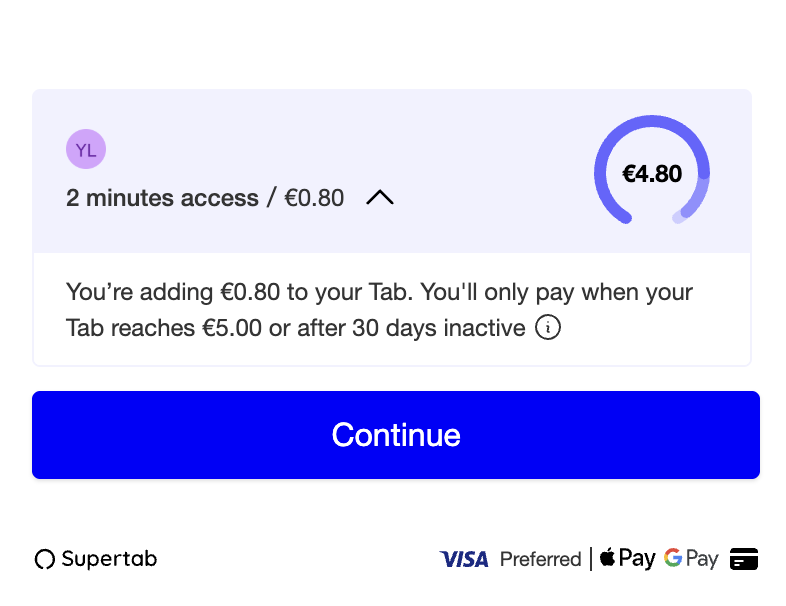 YL
2 minutes access / €0.80
€4.80
You’re adding €0.80 to your Tab. You'll only pay when your
Tab reaches €5.00 or after 30 days inactive
Continue
Supertab
VISA Preferred | Pay G Pay